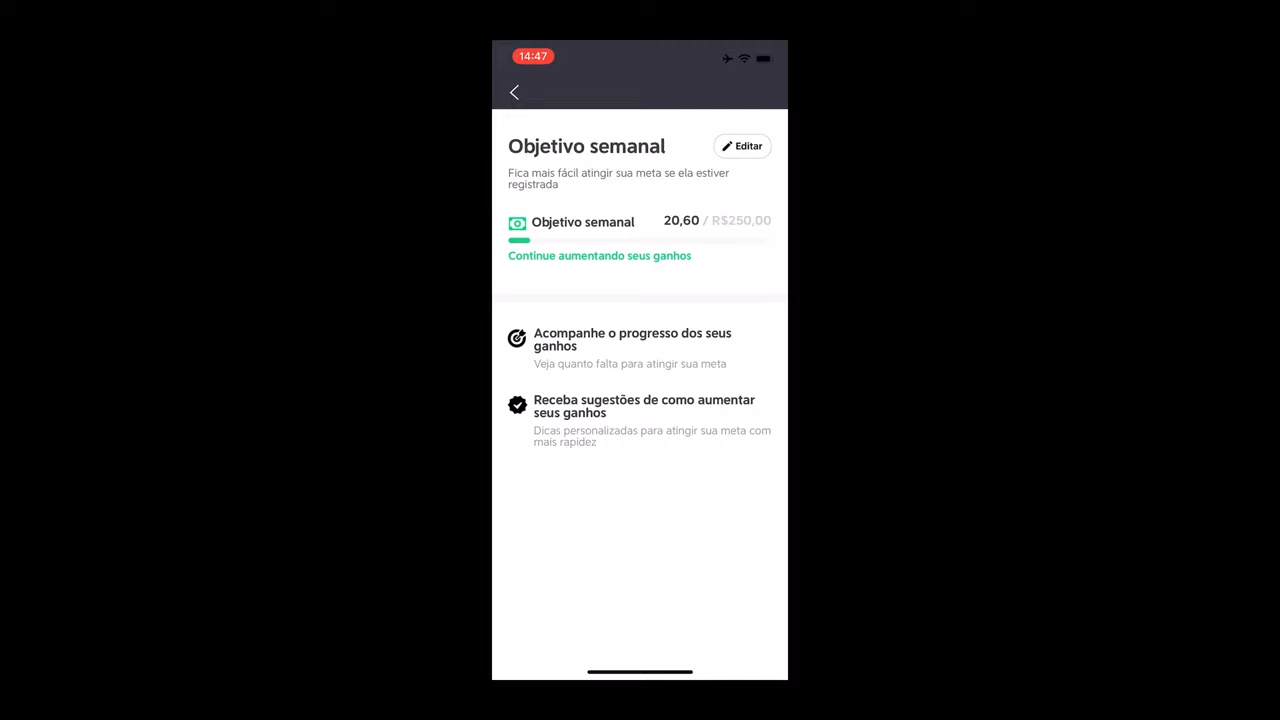 14:47
Objetivo semanal
Editar
Fica mais fácil atingir sua meta se ela estiver
registrada
Objetivo semanal 20,60 / R$250,00
Continue aumentando seus ganhos
Acompanhe o progresso dos seus
ganhos
Veja quanto falta para atingir sua meta
Receba sugestões de como aumentar
seus ganhos
Dicas personalizadas para atingir sua meta com
mais rapidez